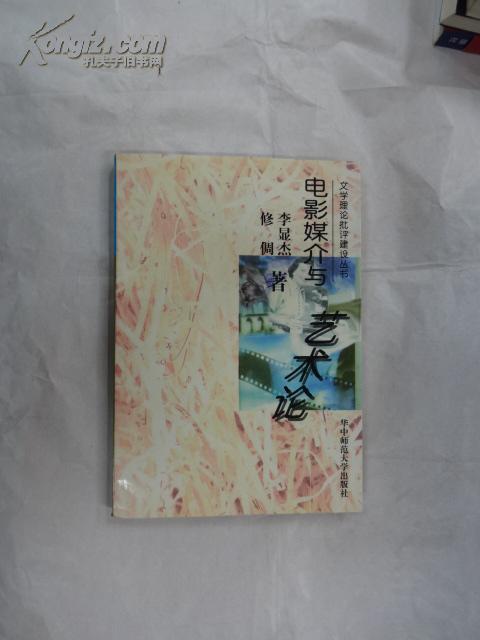 Kongfz.com
孔夫子旧书网
文学理论批评建设丛书
电影媒介与
艺术论
李显杰
修倜
著
华中师范大学出版社